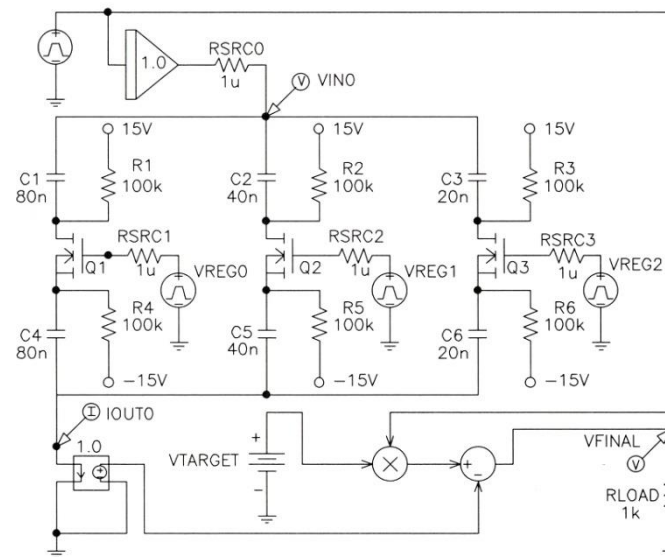 RSRC0
1.0
1u
V VINO
15V
15V
15V
C1
80n
R1
100k
C2
40n
R2
100k
C3
20n
R3
100k
RSRC1
1u
Q1
VREG0
RSRC2
1u
Q2
VREG1
RSRC3
1u
Q3
VREG2
C4
80n
R4
100k
C5
40n
R5
100k
C6
20n
R6
100k
-15V
-15V
-15V
I IOUTO
1.0
VTARGET
+
-
+
-
VFINAL
V
RLOAD
1k